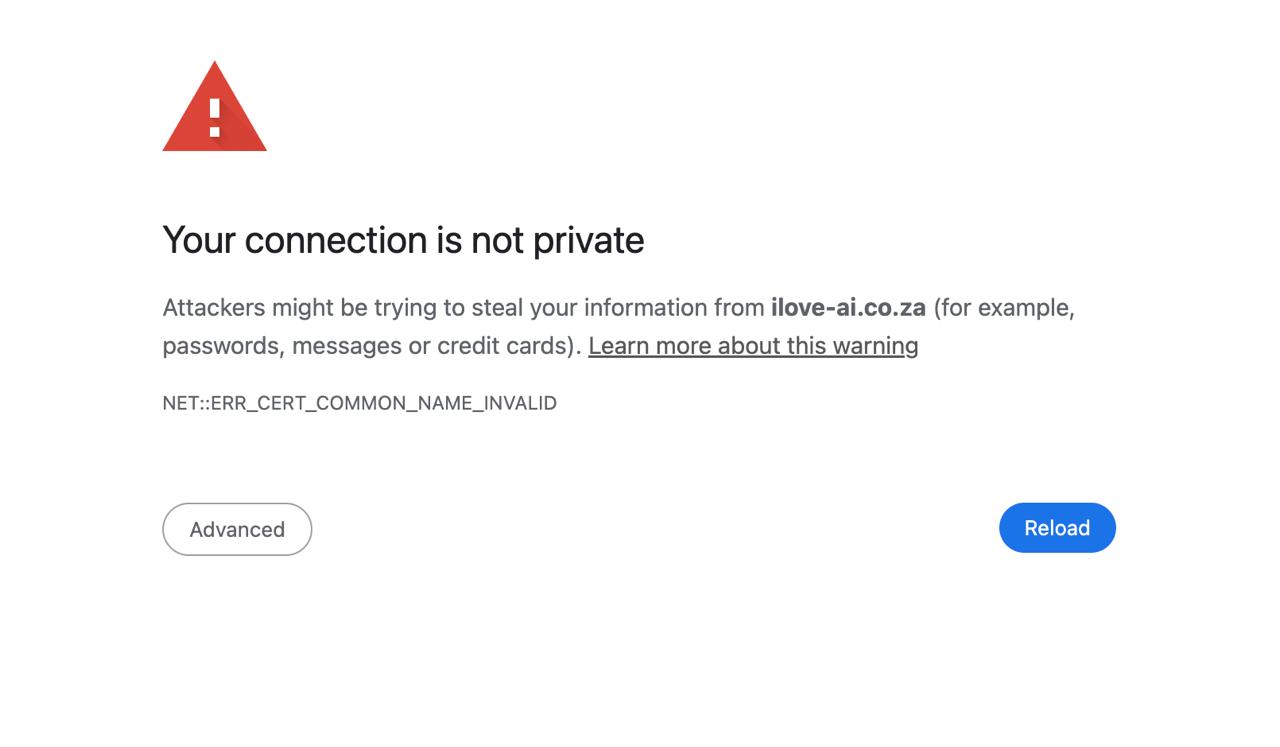 Your connection is not private
Attackers might be trying to steal your information from ilove-ai.co.za (for example,
passwords, messages or credit cards). Learn more about this warning
NET::ERR_CERT_COMMON_NAME_INVALID
Advanced
Reload